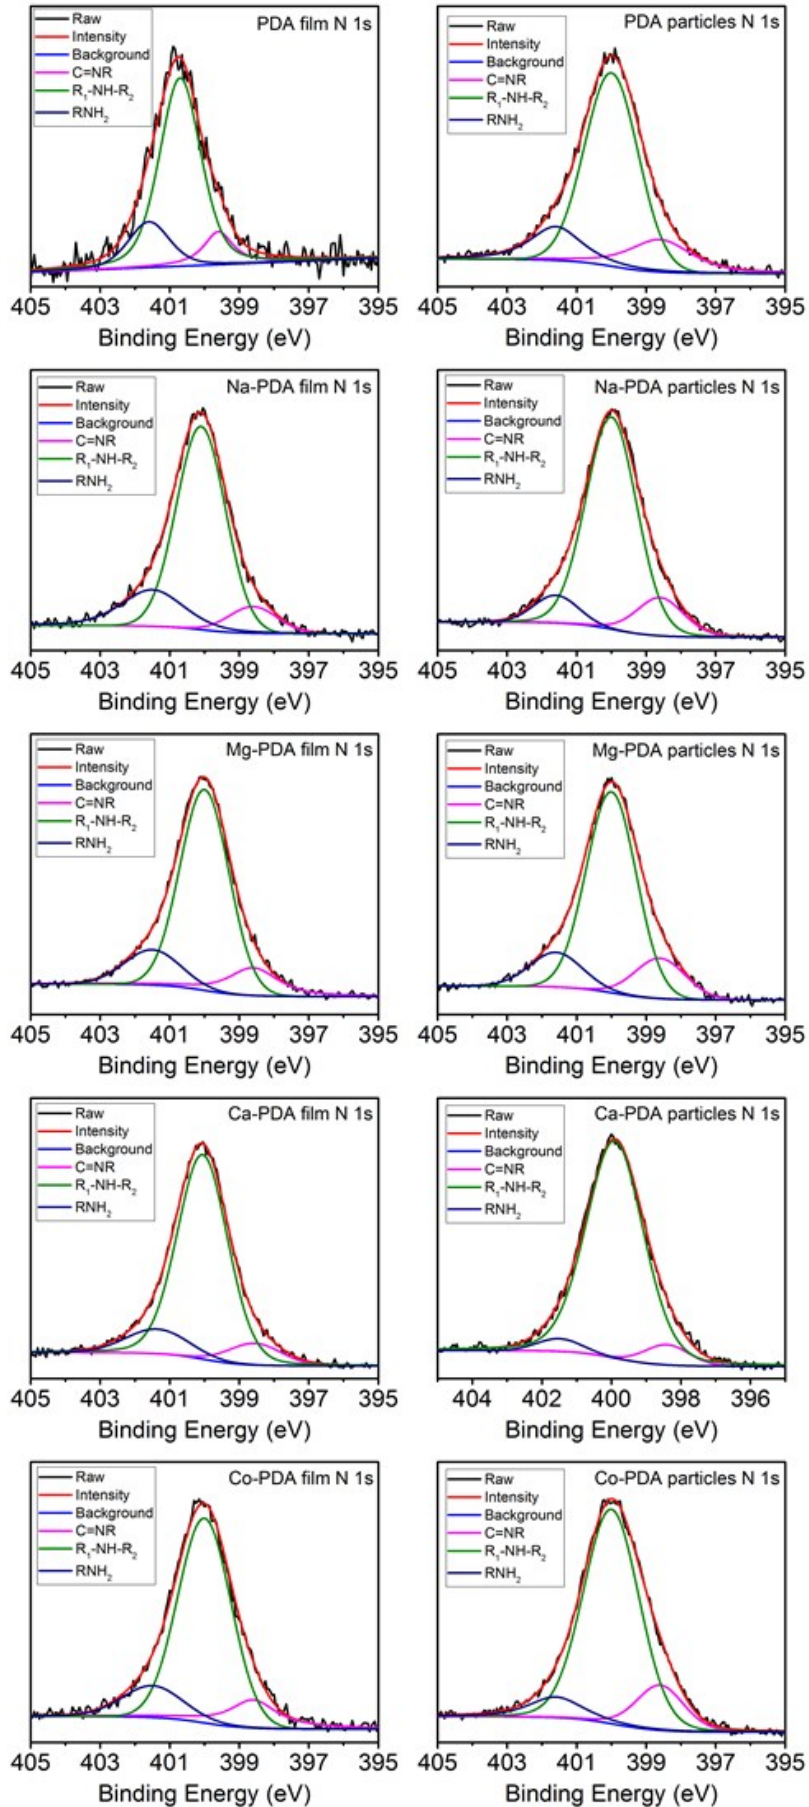 PDA film N 1s
Raw
Intensity
Background
C=NR
R₁-NH-R₂
RNH₂
405 403 401 399 397 395
Binding Energy (eV)
PDA particles N 1s
Raw
Intensity
Background
C=NR
R₁-NH-R₂
RNH₂
405 403 401 399 397 395
Binding Energy (eV)
Na-PDA film N 1s
Raw
Intensity
Background
C=NR
R₁-NH-R₂
RNH₂
405 403 401 399 397 395
Binding Energy (eV)
Na-PDA particles N 1s
Raw
Intensity
Background
C=NR
R₁-NH-R₂
RNH₂
405 403 401 399 397 395
Binding Energy (eV)
Mg-PDA film N 1s
Raw
Intensity
Background
C=NR
R₁-NH-R₂
RNH₂
405 403 401 399 397 395
Binding Energy (eV)
Mg-PDA particles N 1s
Raw
Intensity
Background
C=NR
R₁-NH-R₂
RNH₂
405 403 401 399 397 395
Binding Energy (eV)
Ca-PDA film N 1s
Raw
Intensity
Background
C=NR
R₁-NH-R₂
RNH₂
405 403 401 399 397 395
Binding Energy (eV)
Ca-PDA particles N 1s
Raw
Intensity
Background
C=NR
R₁-NH-R₂
RNH₂
404 402 400 398 396
Binding Energy (eV)
Co-PDA film N 1s
Raw
Intensity
Background
C=NR
R₁-NH-R₂
RNH₂
405 403 401 399 397 395
Binding Energy (eV)
Co-PDA particles N 1s
Raw
Intensity
Background
C=NR
R₁-NH-R₂
RNH₂
405 403 401 399 397 395
Binding Energy (eV)